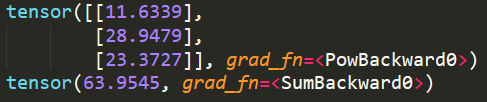 tensor([[11.6339],
        [28.9479],
        [23.3727]], grad_fn=<PowBackward0>)
tensor(63.9545, grad_fn=<SumBackward0>)